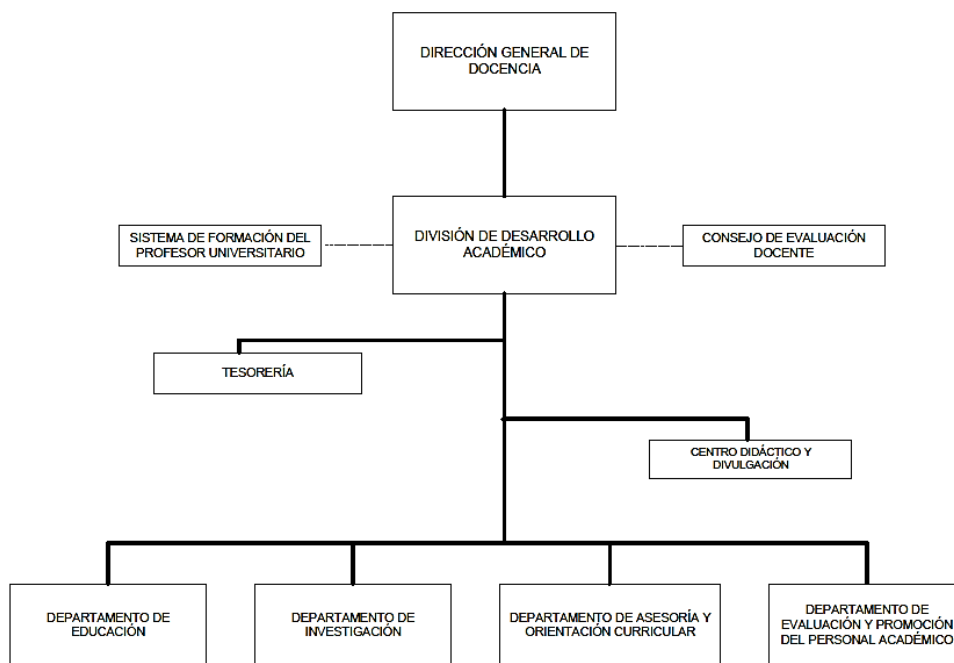 DIRECCIÓN GENERAL DE
DOCENCIA
SISTEMA DE FORMACIÓN DEL
PROFESOR UNIVERSITARIO
DIVISIÓN DE DESARROLLO
ACADÉMICO
CONSEJO DE EVALUACIÓN
DOCENTE
TESORERÍA
CENTRO DIDÁCTICO Y
DIVULGACIÓN
DEPARTAMENTO DE
EDUCACIÓN
DEPARTAMENTO DE
INVESTIGACIÓN
DEPARTAMENTO DE ASESORÍA Y
ORIENTACIÓN CURRICULAR
DEPARTAMENTO DE
EVALUACIÓN Y PROMOCIÓN
DEL PERSONAL ACADÉMICO